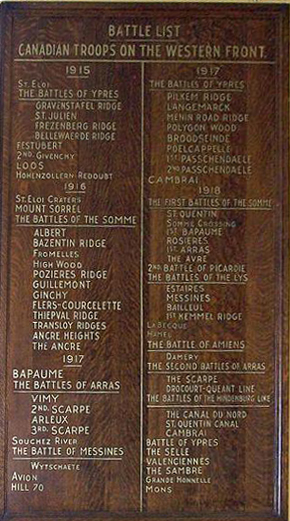 BATTLE LIST
CANADIAN TROOPS ON THE WESTERN FRONT.
1915
ST. ELOI
THE BATTLES OF YPRES
GRAVENSTAFEL RIDGE
ST. JULIEN
FREZENBERG RIDGE
BELLEWAERDE RIDGE
FESTUBERT
2ND. GIVENCHY
LOOS
HOHENZOLLERN REDOUBT
1916
ST. ELOI CRATERS
MOUNT SORREL
THE BATTLES OF THE SOMME
ALBERT
BAZENTIN RIDGE
FROMELLES
HIGH WOOD
POZIERES RIDGE
GUILLEMONT
GINCHY
FLERS-COURCELETTE
THIEPVAL RIDGE
TRANSLOY RIDGES
ANCRE HEIGHTS
THE ANCRE
1917
BAPAUME
THE BATTLES OF ARRAS
VIMY
2ND. SCARPE
ARLEUX
3RD. SCARPE
SOUCHEZ RIVER
THE BATTLE OF MESSINES
WYTSCHAETE
AVION
HILL 70
1917
THE BATTLES OF YPRES
PILKEM RIDGE
LANGEMARCK
MENIN ROAD RIDGE
POLYGON WOOD
BROODSEINDE
POELCAPPELLE
1ST PASSCHENDAELE
2ND PASSCHENDAELE
CAMBRAI
1918
THE FIRST BATTLES OF THE SOMME
ST. QUENTIN
SOMME CROSSING
1ST BAPAUME
ROSIERES
1ST ARRAS
THE AVRE
2ND BATTLE OF PICARDIE
THE BATTLES OF THE LYS
ESTAIRES
MESSINES
BAILLEUL
1ST KEMMEL RIDGE
LA BECQUE
HAMEL
THE BATTLE OF AMIENS
DAMERY
THE SECOND BATTLES OF ARRAS
THE SCARPE
DROCOURT-QUEANT LINE
THE BATTLES OF THE HINDENBURG LINE
THE CANAL DU NORD
ST. QUENTIN CANAL
CAMBRAI
BATTLE OF YPRES
THE SELLE
VALENCIENNES
THE SAMBRE
GRANDE HONNELLE
MONS